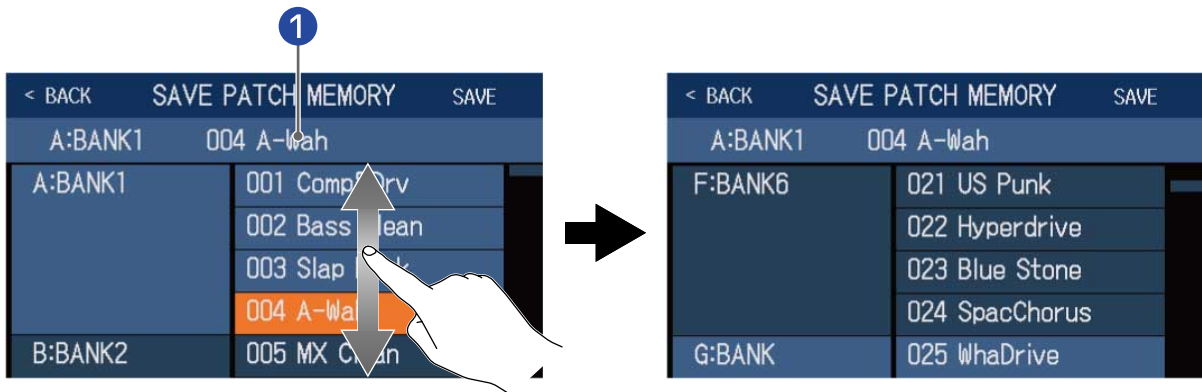 1
< BACK SAVE PATCH MEMORY SAVE
A:BANK1 004 A-Wah
A:BANK1 001 Comp
002 Bass
003 Slap
004 A-Wah
B:BANK2 005 MX
< BACK SAVE PATCH MEMORY SAVE
A:BANK1 004 A-Wah
F:BANK6 021 US Punk
022 Hyperdrive
023 Blue Stone
024 SpacChorus
G:BANK 025 WhaDrive